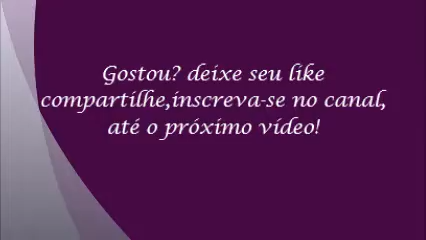 Gostou? deixe seu like
compartilhe,inscreva-se no canal,
até o próximo vídeo!